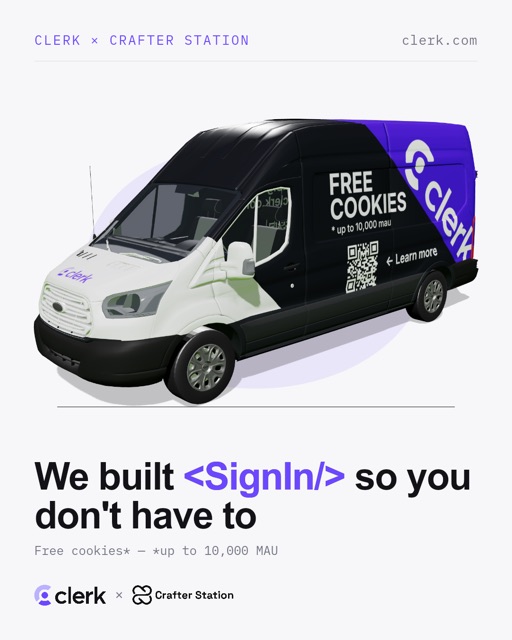 CLERK × CRAFTER STATION
clerk.com
FREE
COOKIES
* up to 10,000 mau
← Learn more
clerk
clerk
We built <SignIn/> so you
don't have to
Free cookies* — *up to 10,000 MAU
clerk × Crafter Station